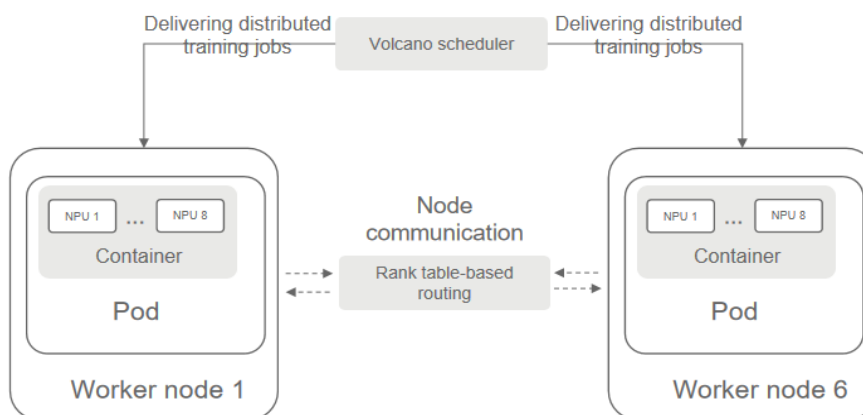 Delivering distributed
training jobs
Volcano scheduler
Delivering distributed
training jobs
NPU 1
...
NPU 8
Container
Pod
Worker node 1
Node
communication
Rank table-based
routing
NPU 1
...
NPU 8
Container
Pod
Worker node 6